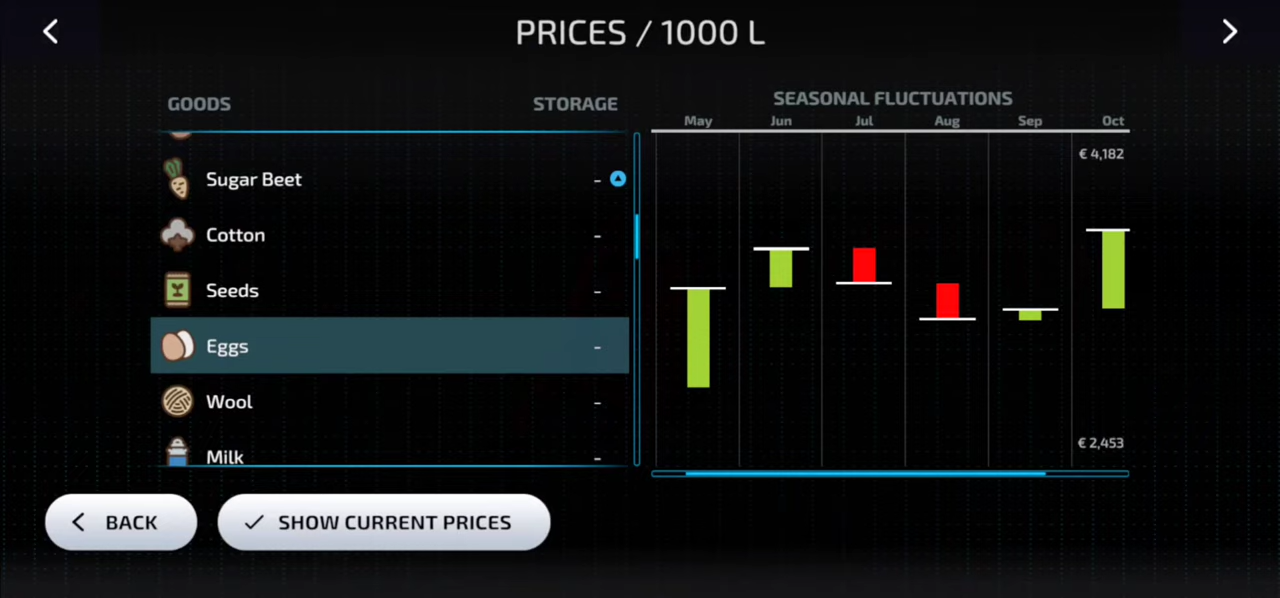 PRICES / 1000 L
GOODS
STORAGE
Sugar Beet -
Cotton -
Seeds -
Eggs -
Wool -
Milk -
SEASONAL FLUCTUATIONS
May Jun Jul Aug Sep Oct
€ 4,182
€ 2,453
BACK
SHOW CURRENT PRICES